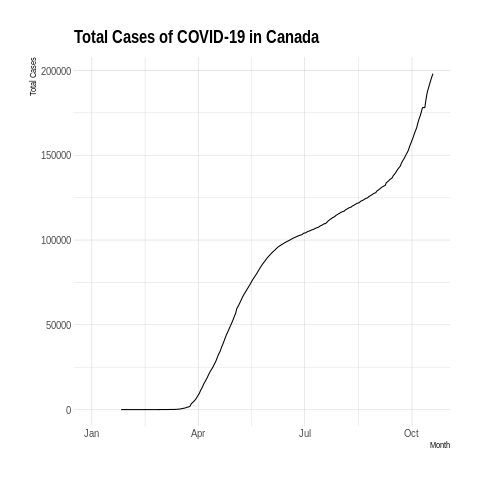 Total Cases of COVID-19 in Canada
Total Cases
200000
150000
100000
50000
0
Jan Apr Jul Oct
Month